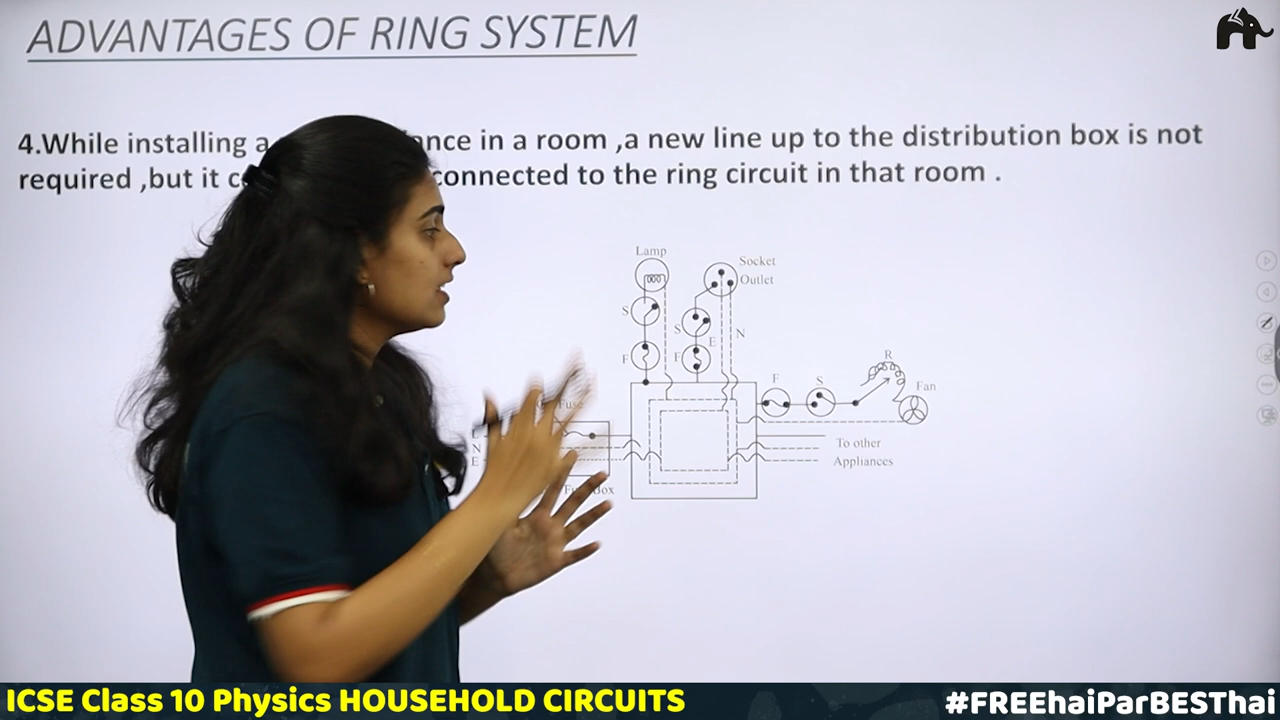 ADVANTAGES OF RING SYSTEM
4.While installing a ance in a room ,a new line up to the distribution box is not
required ,but it c connected to the ring circuit in that room .
Lamp
Socket
Outlet
S
S
N
E
F
F
R
F
S
Fan
Fuse
N
E
To other
Appliances
Box
ICSE Class 10 Physics HOUSEHOLD CIRCUITS
#FREEhaiParBESThai